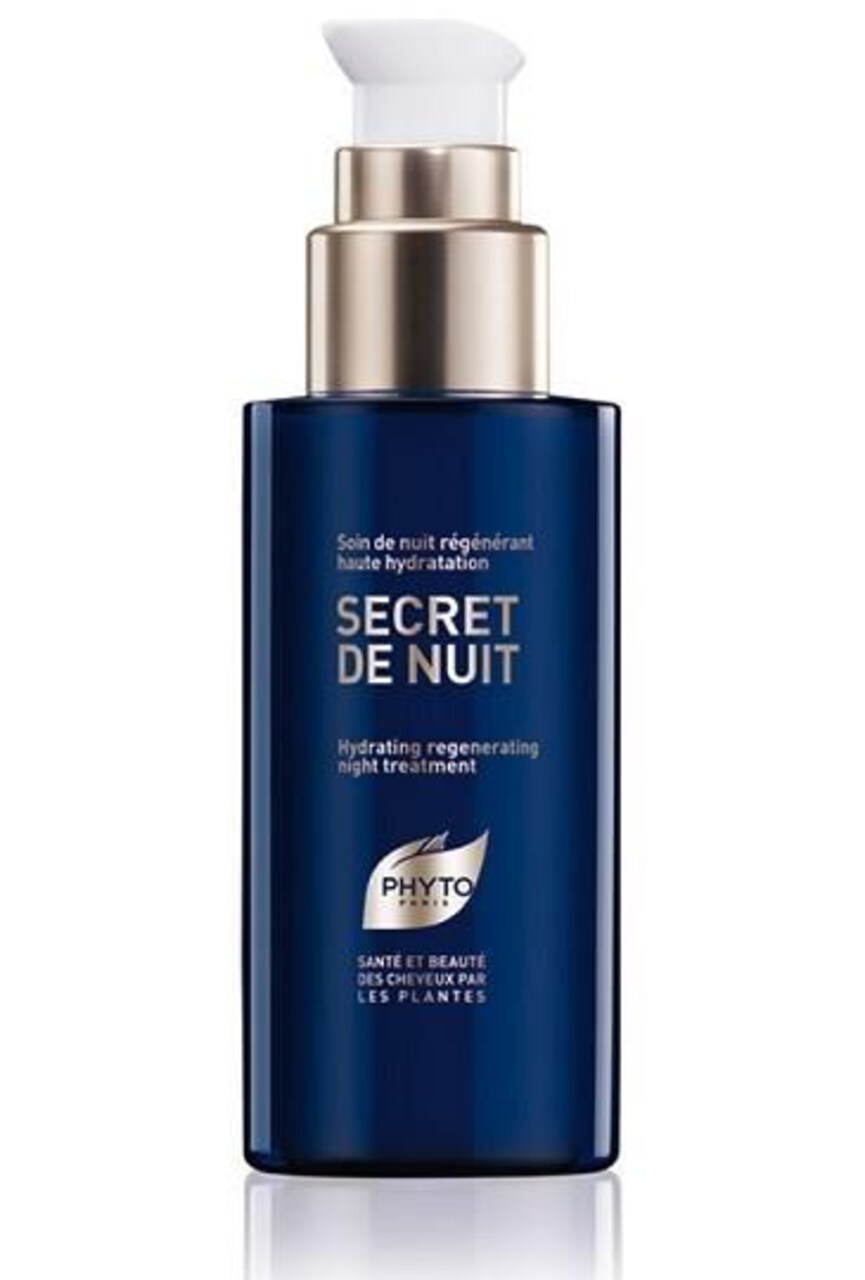 Soin de nuit régénérant
haute hydratation
SECRET
DE NUIT
Hydrating regenerating
night treatment
PHYTO
PARIS
SANTÉ ET BEAUTÉ
DES CHEVEUX PAR
LES PLANTES